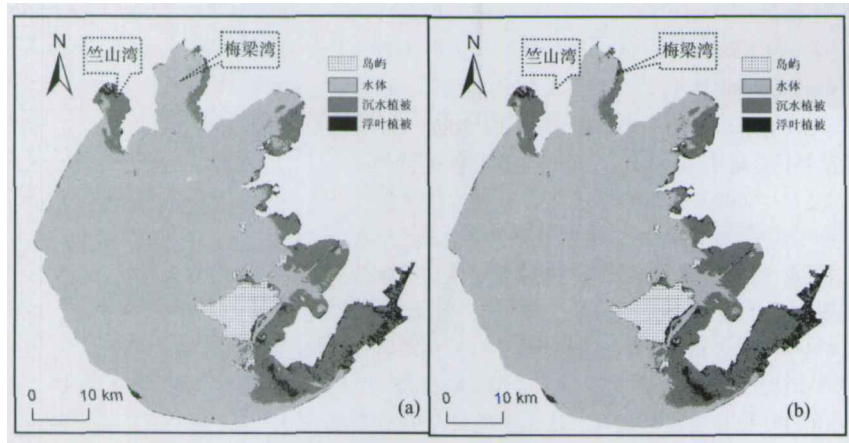 N
竺山湾
梅梁湾
岛屿
水体
沉水植被
浮叶植被
0 10 km
(a)
N
竺山湾
梅梁湾
岛屿
水体
沉水植被
浮叶植被
0 10 km
(b)